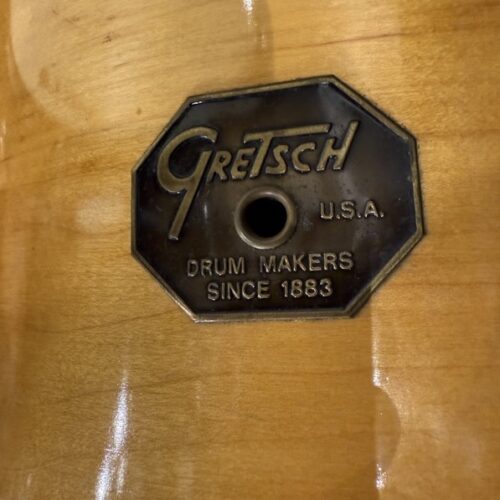 GRETSCH
U.S.A.
DRUM MAKERS
SINCE 1883